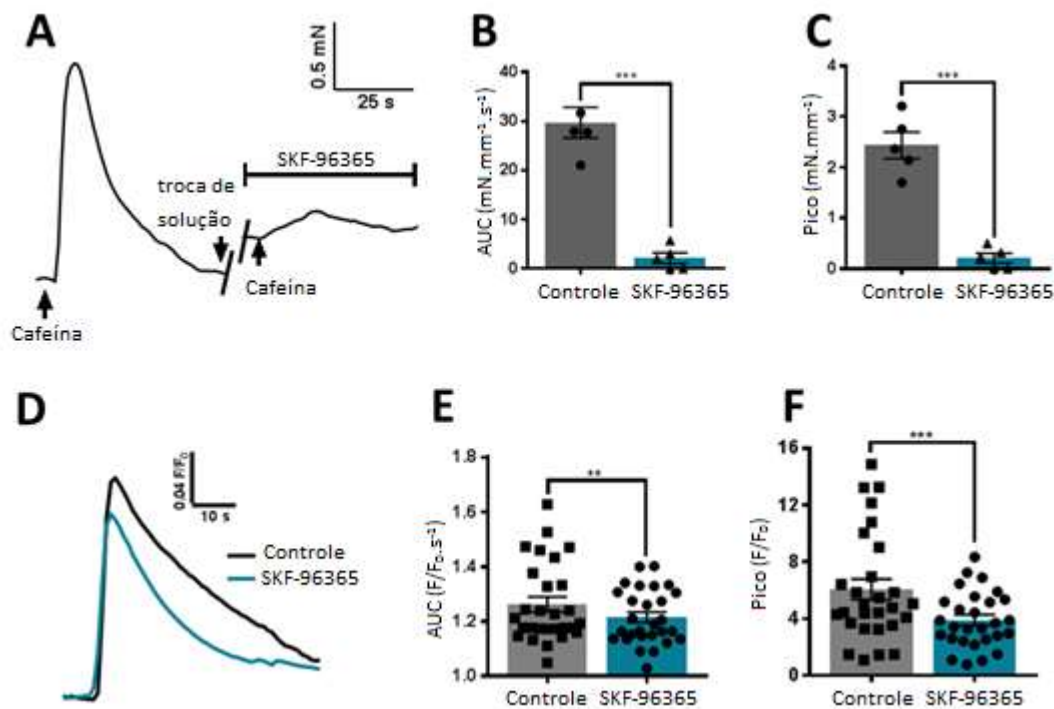 A
0.5 mN
25 s
SKF-96365
troca de
solução
Cafeína
Cafeína
B
***
AUC (mN.mm⁻¹.s⁻¹)
40
30
20
10
0
Controle SKF-96365
C
***
Pico (mN.mm⁻¹)
4
3
2
1
0
Controle SKF-96365
D
0.04 F/F₀
10 s
Controle
SKF-96365
E
**
AUC (F/F₀.s⁻¹)
1.8
1.6
1.4
1.2
1.0
Controle SKF-96365
F
***
Pico (F/F₀)
16
12
8
4
0
Controle SKF-96365